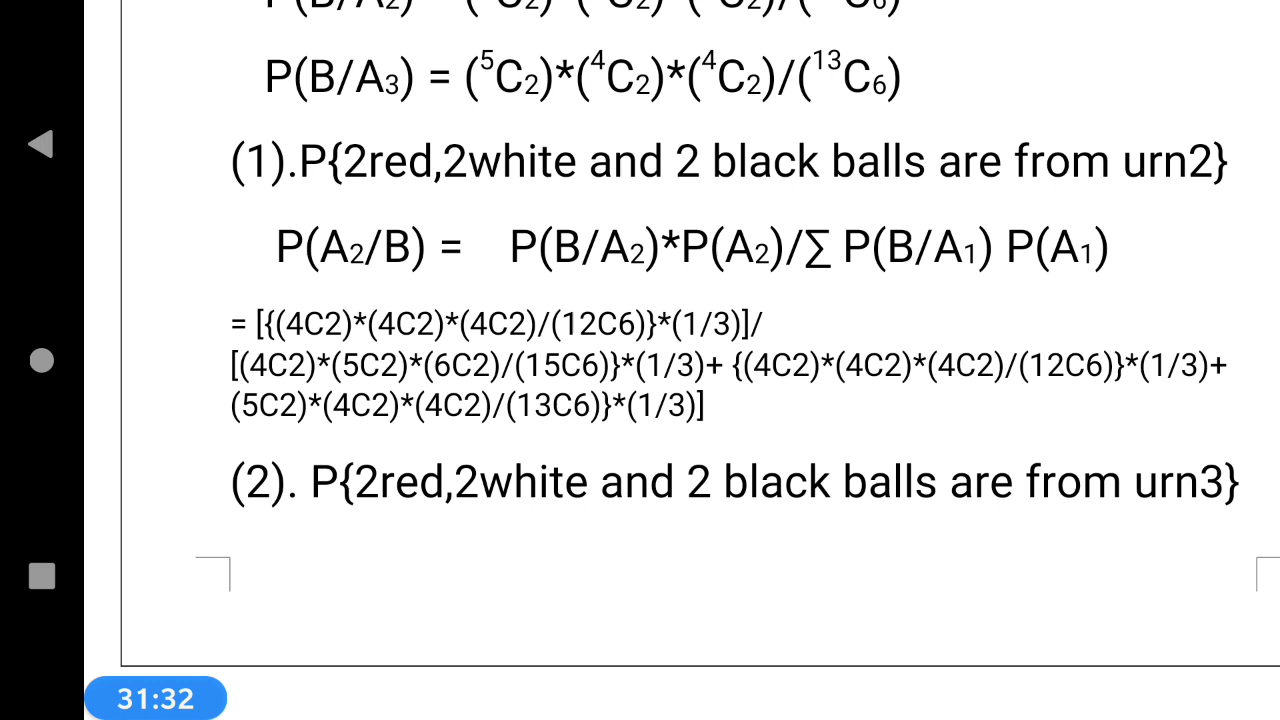 P(B/A₃) = (⁵C₂)*(⁴C₂)*(⁴C₂)/(¹³C₆)
(1).P{2red,2white and 2 black balls are from urn2}
P(A₂/B) = P(B/A₂)*P(A₂)/∑ P(B/A₁) P(A₁)
= [{(4C2)*(4C2)*(4C2)/(12C6)}*(1/3)]/
[(4C2)*(5C2)*(6C2)/(15C6)}*(1/3)+ {(4C2)*(4C2)*(4C2)/(12C6)}*(1/3)+
(5C2)*(4C2)*(4C2)/(13C6)}*(1/3)]
(2). P{2red,2white and 2 black balls are from urn3}
31:32